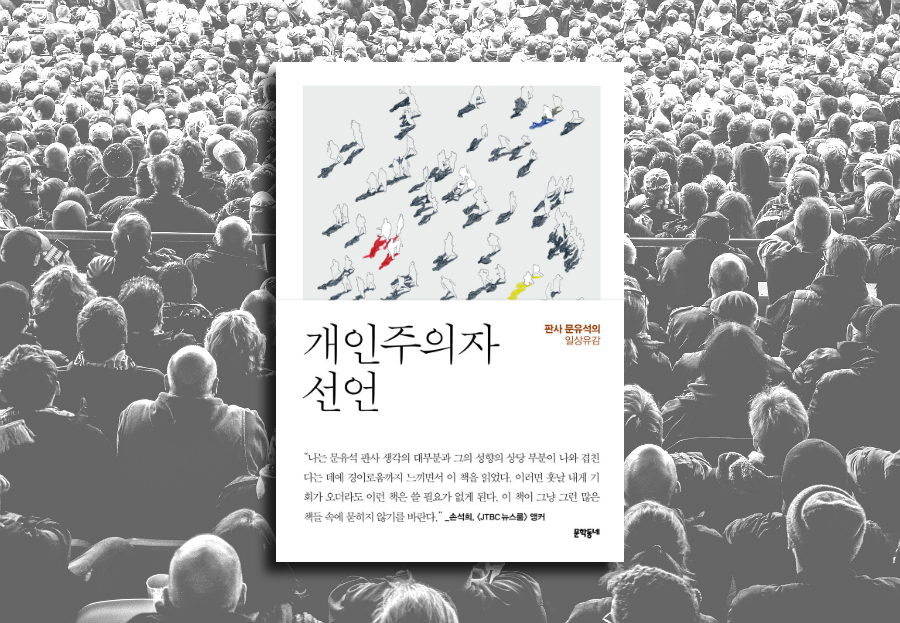 개인주의자
선언
판사 문유석의
일상유감
"나는 문유석 판사 생각의 대부분과 그의 성향의 상당 부분이 나와 겹친
다는 데에 경이로움까지 느끼면서 이 책을 읽었다. 이러면 훗날 내게 기
회가 오더라도 이런 책은 쓸 필요가 없게 된다. 이 책이 그냥 그런 많은
책들 속에 묻히지 않기를 바란다." _손석희, 〈JTBC 뉴스룸〉 앵커
문학동네